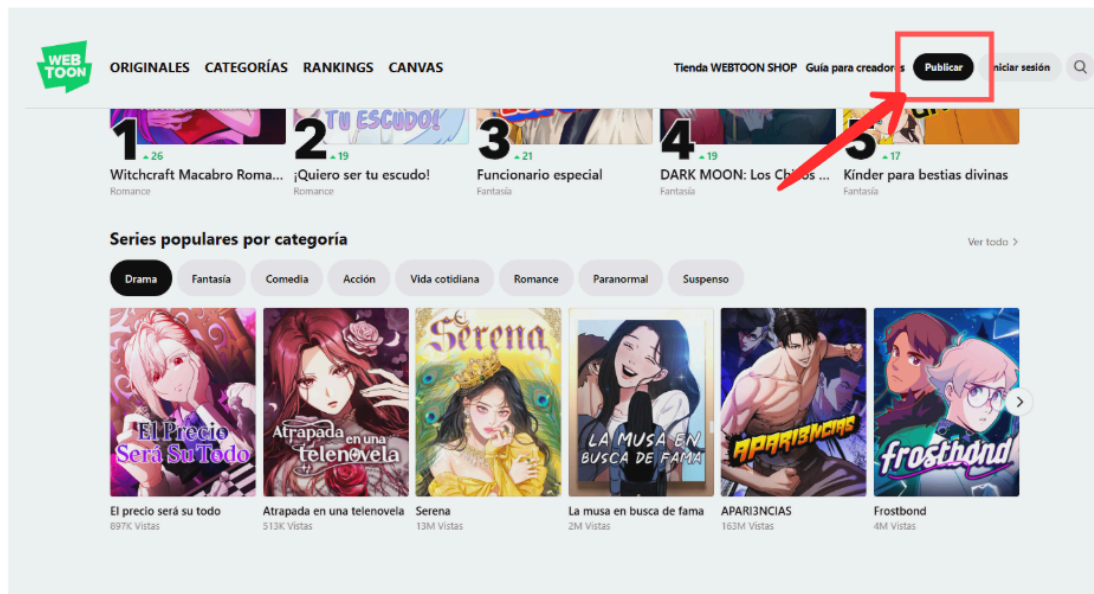 WEB
TOON
ORIGINALES CATEGORÍAS RANKINGS CANVAS
Tienda WEBTOON SHOP Guía para creadores Publicar niciar sesión
TU ESCUDO!
1 26
2 19
3 21
4 19
5 17
Witchcraft Macabro Roma... ¡Quiero ser tu escudo! Funcionario especial DARK MOON: Los Chicos ... Kínder para bestias divinas
Romance Romance Fantasía Fantasía Fantasía
Series populares por categoría Ver todo >
Drama Fantasía Comedia Acción Vida cotidiana Romance Paranormal Suspenso
El Precio
Será Su Todo
Atrapada en una
telenovela
Serena
LA MUSA EN
BUSCA DE FAMA
APARI3NCIAS
frostbond
El precio será su todo Atrapada en una telenovela Serena La musa en busca de fama APARI3NCIAS Frostbond
897K Vistas 513K Vistas 13M Vistas 2M Vistas 163M Vistas 4M Vistas